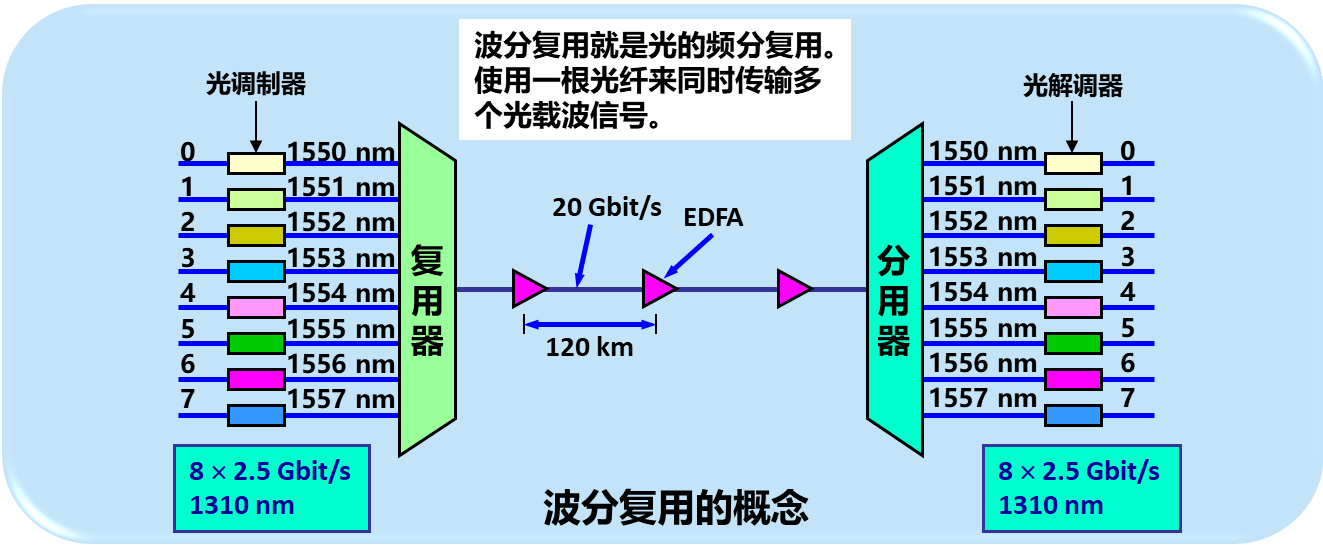 波分复用就是光的频分复用。
使用一根光纤来同时传输多
个光载波信号。
光调制器
光解调器
0 1550 nm
1 1551 nm
2 1552 nm
3 1553 nm
4 1554 nm
5 1555 nm
6 1556 nm
7 1557 nm
复用器
20 Gbit/s
EDFA
120 km
分用器
1550 nm 0
1551 nm 1
1552 nm 2
1553 nm 3
1554 nm 4
1555 nm 5
1556 nm 6
1557 nm 7
8 × 2.5 Gbit/s
1310 nm
8 × 2.5 Gbit/s
1310 nm
波分复用的概念